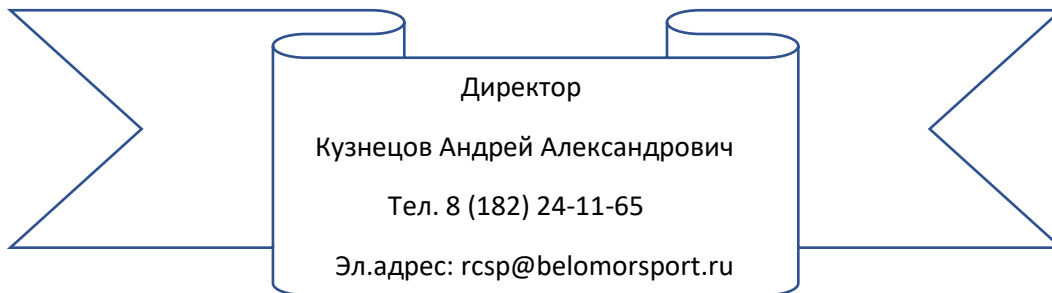 Директор
Кузнецов Андрей Александрович
Тел. 8 (182) 24-11-65
Эл.адрес: rcsp@belomorsport.ru